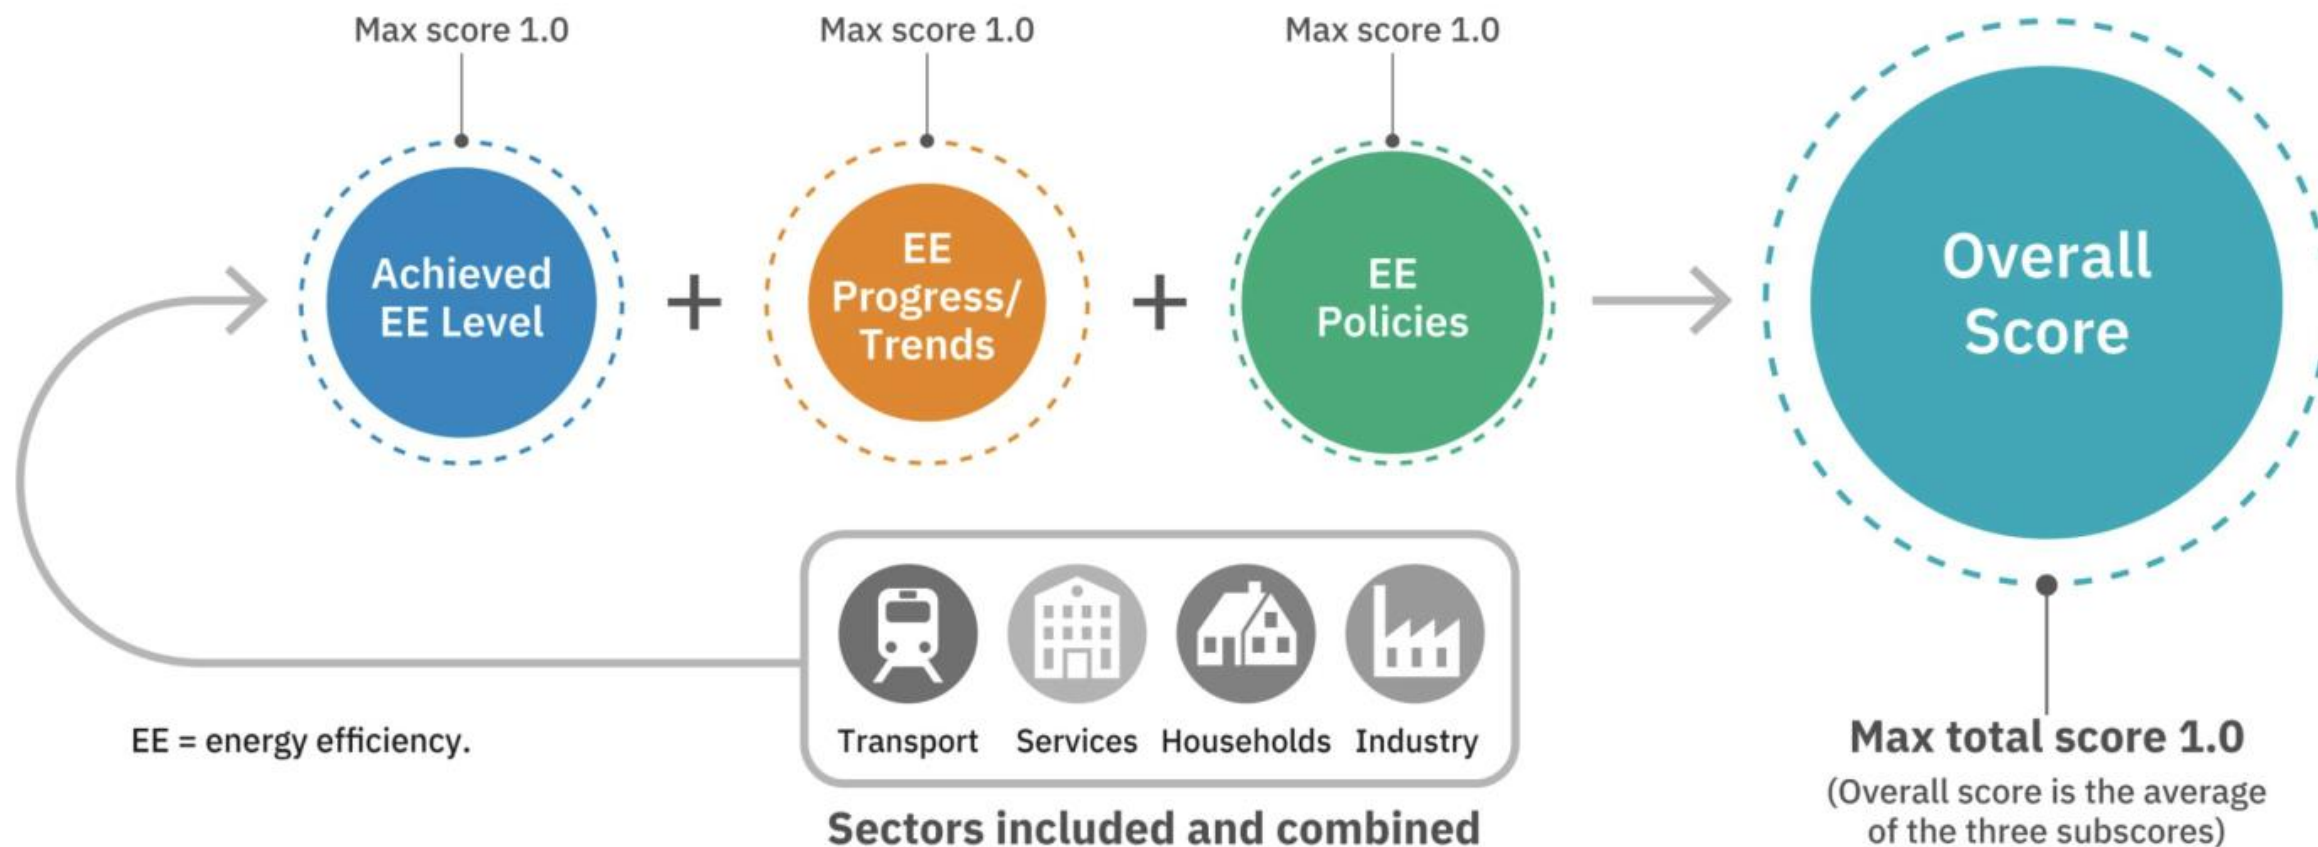 Max score 1.0
Max score 1.0
Max score 1.0
Achieved
EE Level
+
EE
Progress/
Trends
+
EE
Policies
Overall
Score
Transport
Services
Households
Industry
Sectors included and combined
EE = energy efficiency.
Max total score 1.0
(Overall score is the average
of the three subscores)